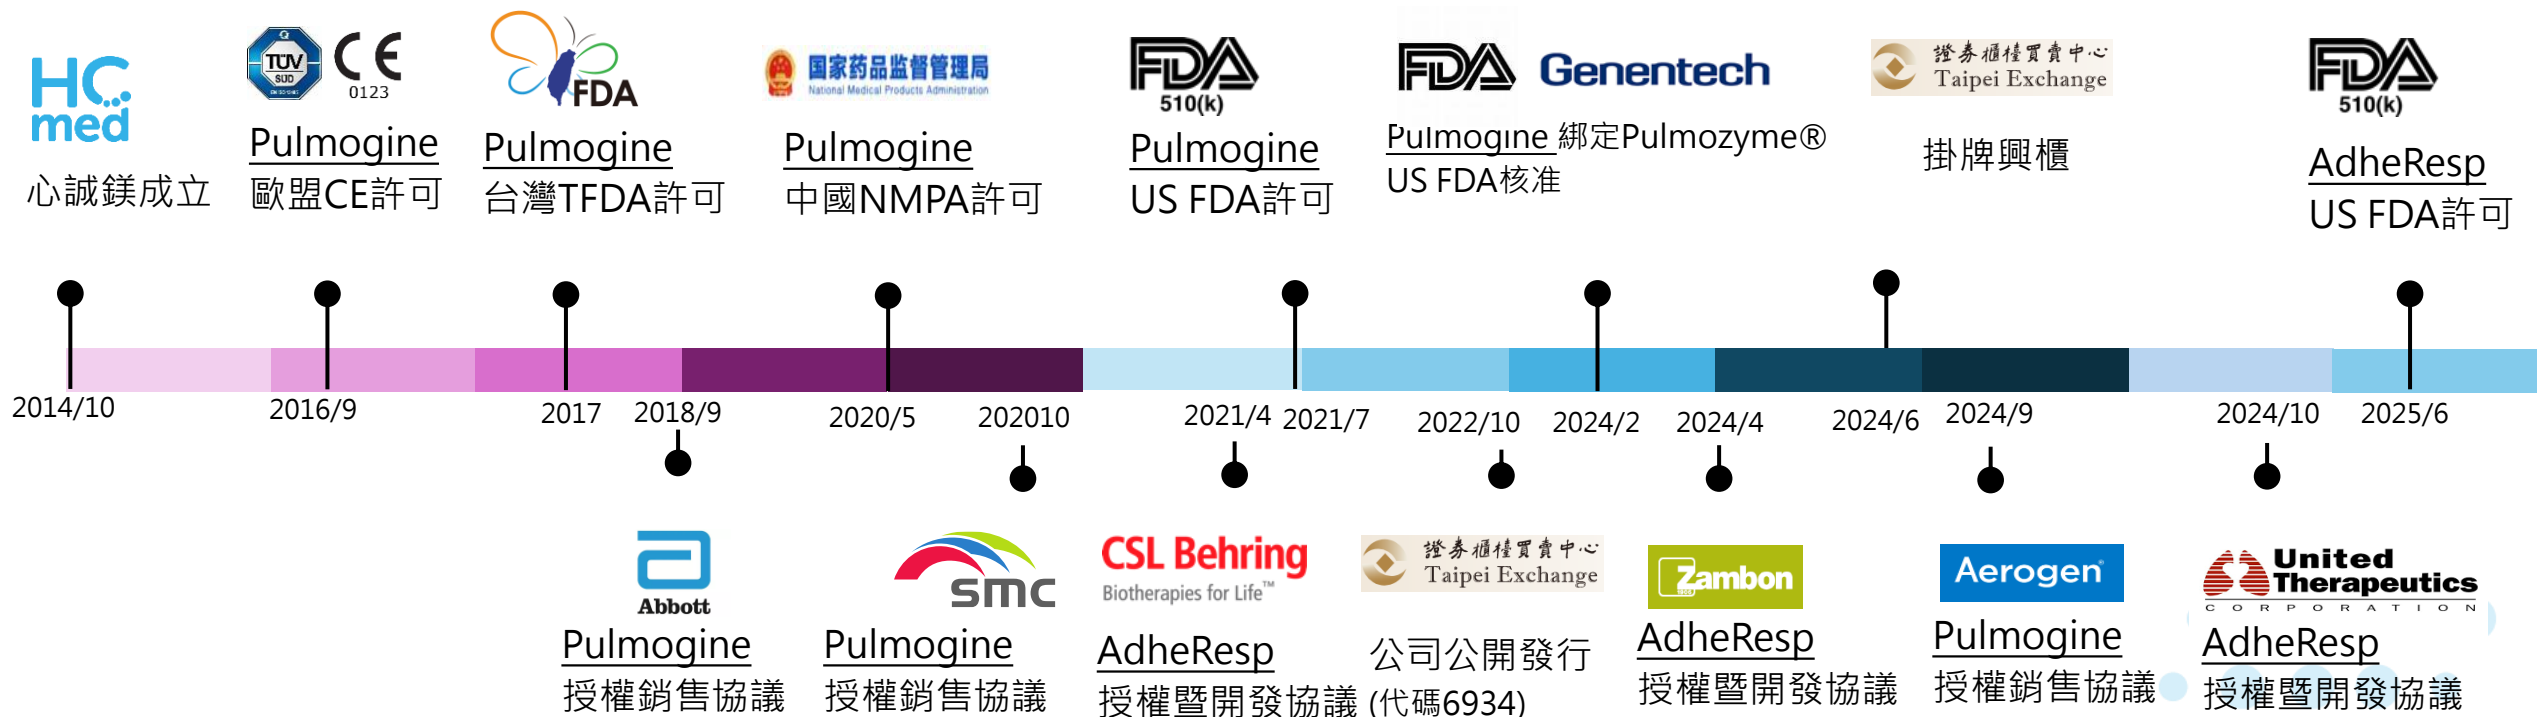 HC
med
心誠鎂成立
TÜV
SÜD
CE
0123
Pulmogine
歐盟CE許可
FDA
Pulmogine
台灣TFDA許可
国家药品监督管理局
National Medical Products Administration
Pulmogine
中國NMPA許可
FDA
510(k)
Pulmogine
US FDA許可
FDA
Genentech
Pulmogine 綁定Pulmozyme®
US FDA核准
證券櫃檯買賣中心
Taipei Exchange
掛牌興櫃
FDA
510(k)
AdheResp
US FDA許可
2014/10
2016/9
2017
2018/9
2020/5
202010
2021/4
2021/7
2022/10
2024/2
2024/4
2024/6
2024/9
2024/10
2025/6
Abbott
Pulmogine
授權銷售協議
smc
Pulmogine
授權銷售協議
CSL Behring
Biotherapies for Life™
AdheResp
授權暨開發協議
證券櫃檯買賣中心
Taipei Exchange
公司公開發行
(代碼6934)
Zambon
AdheResp
授權暨開發協議
Aerogen
Pulmogine
授權銷售協議
United
Therapeutics
CORPORATION
AdheResp
授權暨開發協議